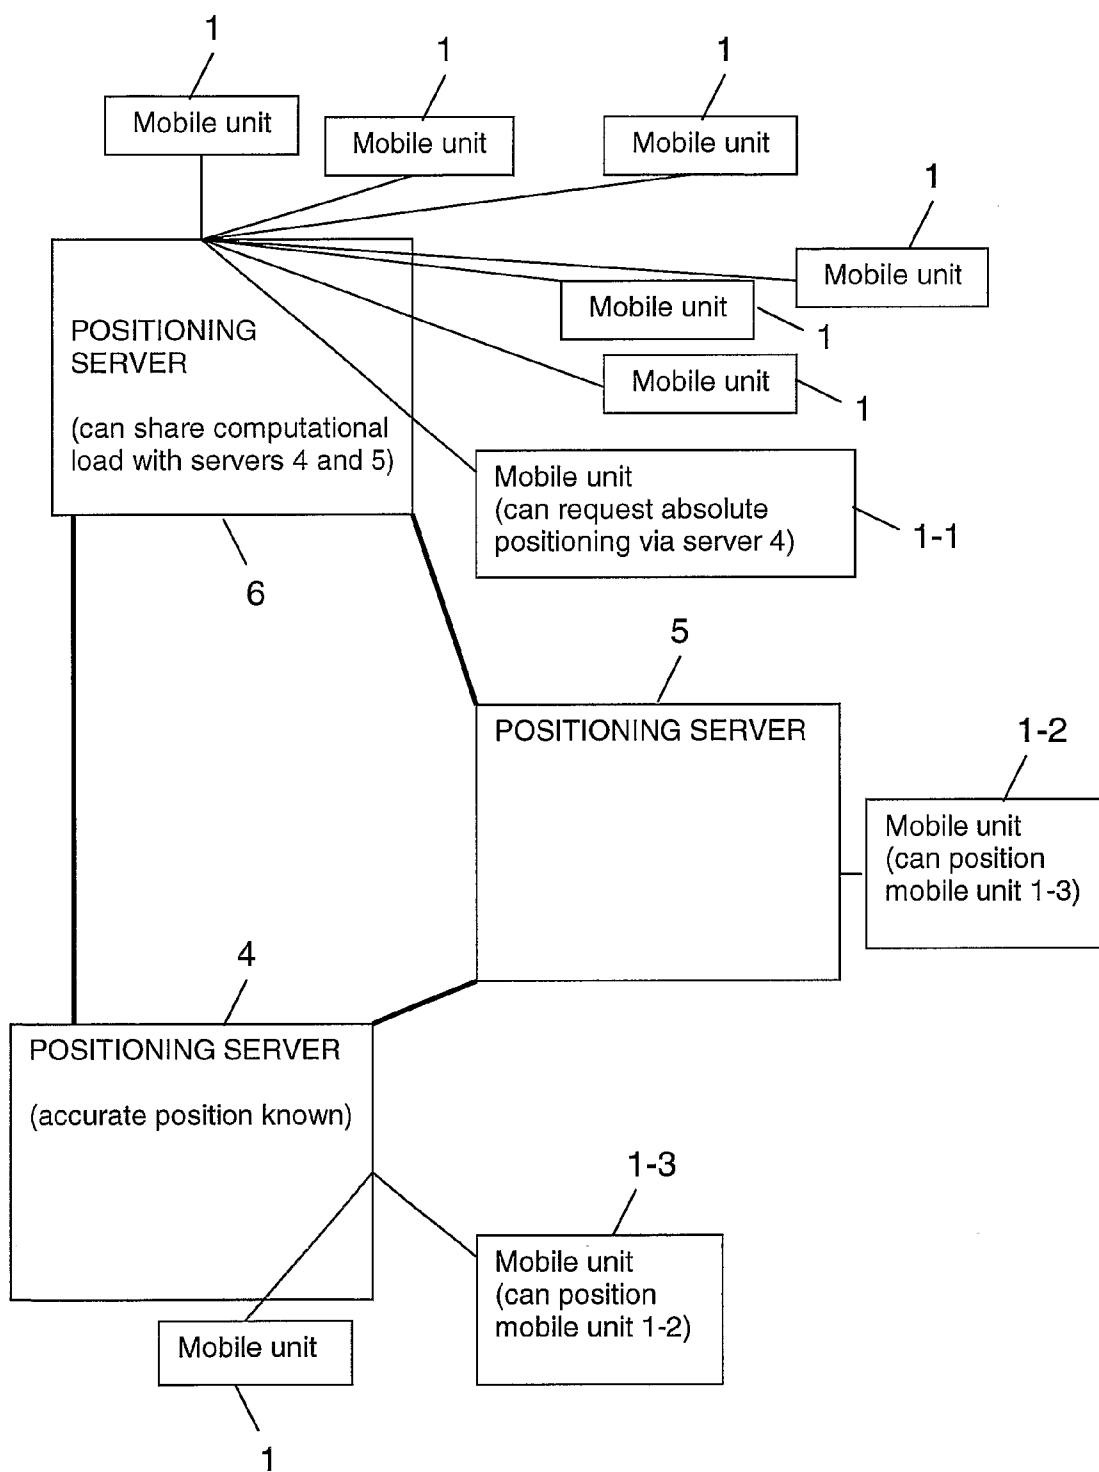 1
1
1
Mobile unit
Mobile unit
Mobile unit
1
Mobile unit
Mobile unit
1
POSITIONING
SERVER
(can share computational
load with servers 4 and 5)
Mobile unit
1
Mobile unit
(can request absolute
positioning via server 4)
1-1
6
5
POSITIONING SERVER
1-2
Mobile unit
(can position
mobile unit 1-3)
4
POSITIONING SERVER
(accurate position known)
1-3
Mobile unit
(can position
mobile unit 1-2)
Mobile unit
1